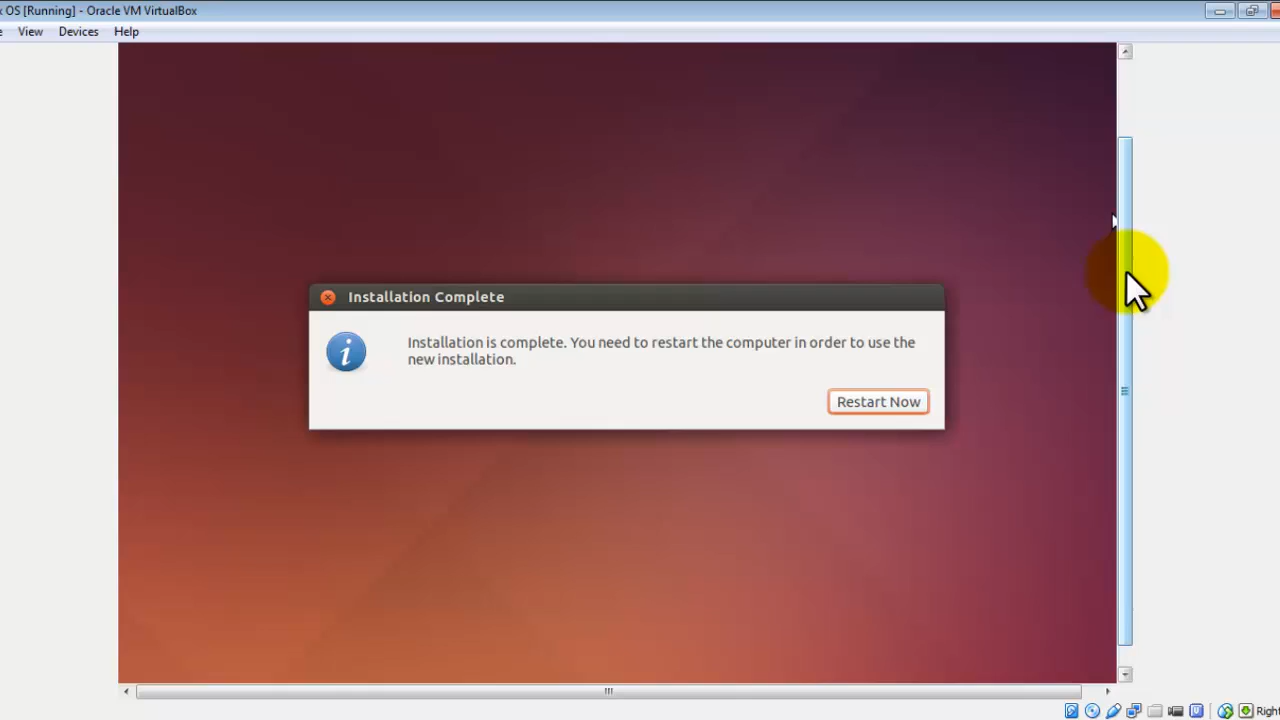 x OS [Running] - Oracle VM VirtualBox
View Devices Help
Installation Complete
Installation is complete. You need to restart the computer in order to use the
new installation.
Restart Now
Right